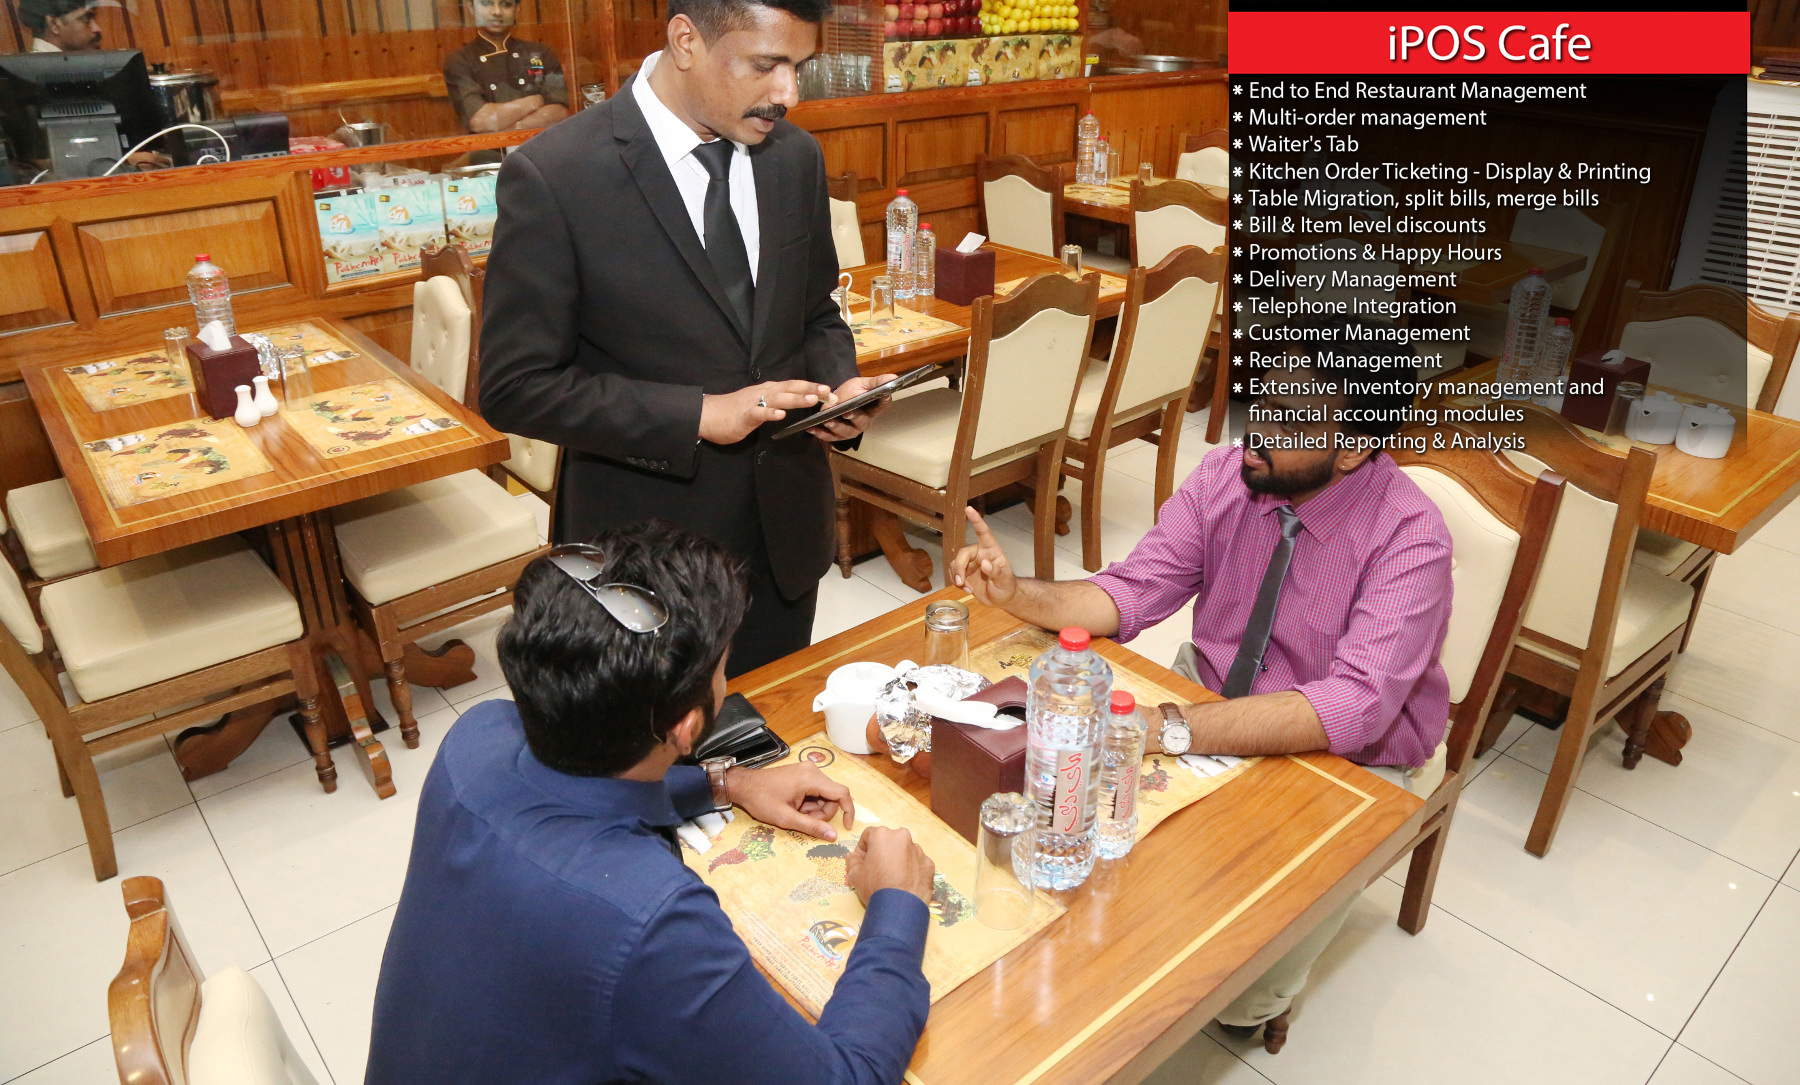 iPOS Cafe
* End to End Restaurant Management
* Multi-order management
* Waiter's Tab
* Kitchen Order Ticketing - Display & Printing
* Table Migration, split bills, merge bills
* Bill & Item level discounts
* Promotions & Happy Hours
* Delivery Management
* Telephone Integration
* Customer Management
* Recipe Management
* Extensive Inventory management and
financial accounting modules
* Detailed Reporting & Analysis